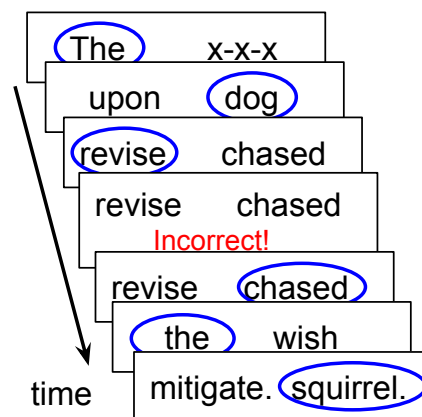 The x-x-x
upon dog
revise chased
revise chased
Incorrect!
revise chased
the wish
mitigate. squirrel.
time